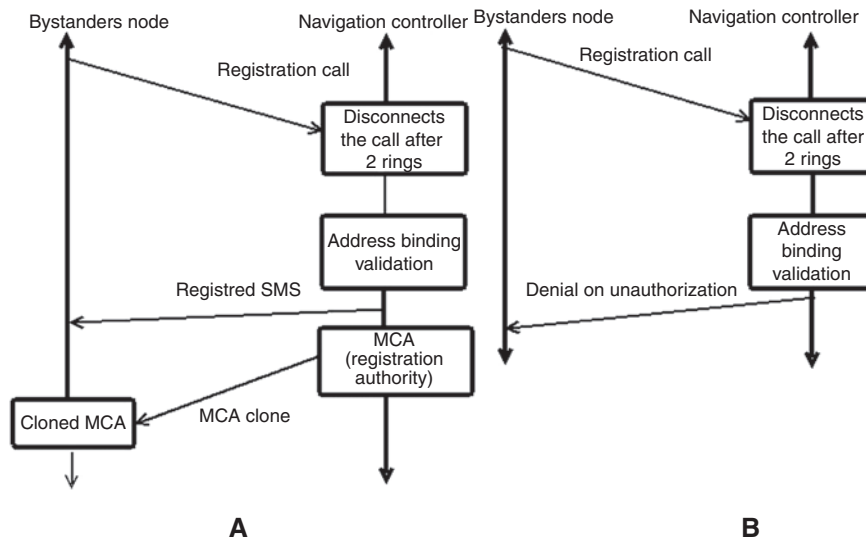 Bystanders node
Navigation controller
Registration call
Disconnects
the call after
2 rings
Address binding
validation
Registred SMS
MCA
(registration
authority)
MCA clone
Cloned MCA
A
Bystanders node
Navigation controller
Registration call
Disconnects
the call after
2 rings
Address
binding
validation
Denial on unauthorization
B